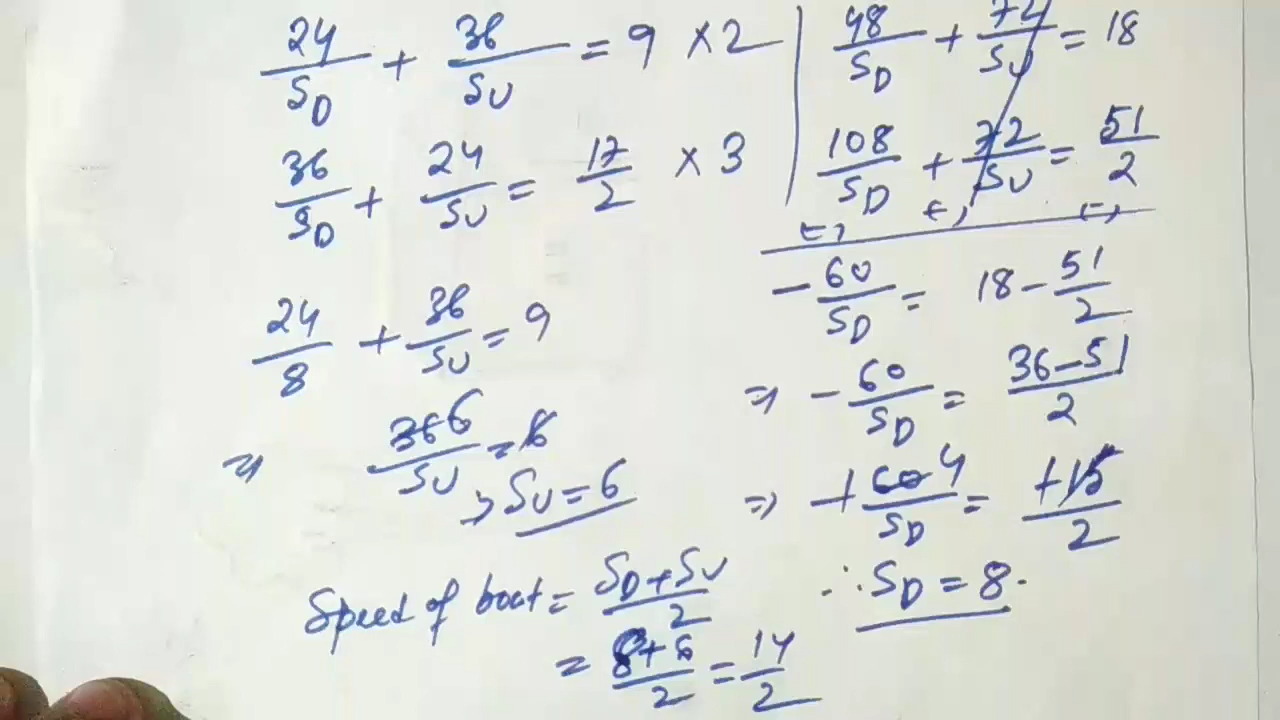 24/S_D + 36/S_U = 9 × 2
36/S_D + 24/S_U = 17/2 × 3
24/8 + 36/S_U = 9
⇒ 36 6/S_U = 6
⇒ S_U = 6
Speed of boat = S_D + S_U/2
= 8 + 6/2 = 14/2
48/S_D + 72/S_U = 18
108/S_D + 72/S_U = 51/2
(-) (-) (-)
- 60/S_D = 18 - 51/2
⇒ - 60/S_D = 36 - 51/2
⇒ + 60 4/S_D = + 15/2
∴ S_D = 8.